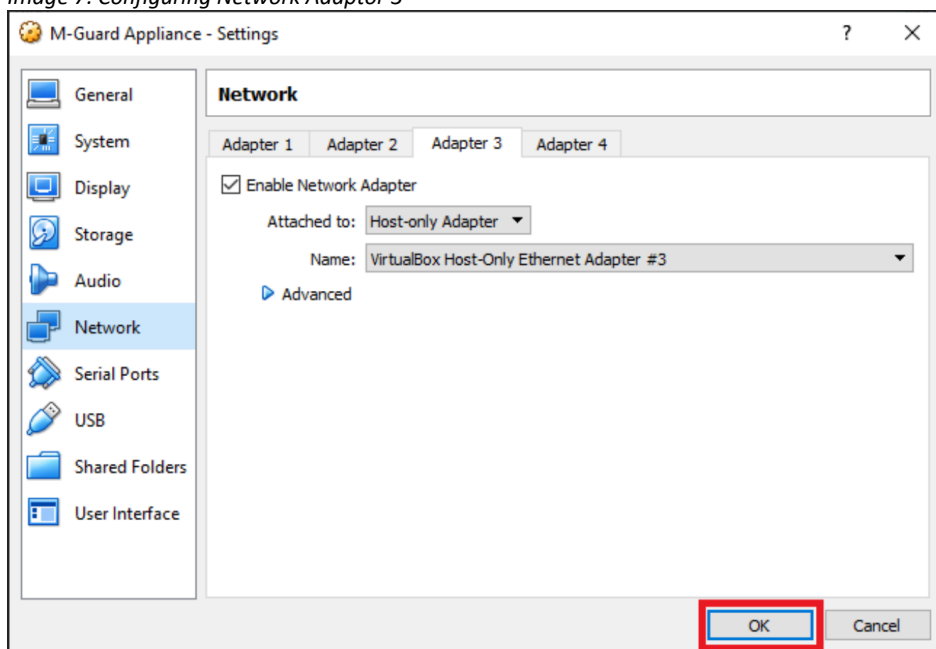 Image 7: Configuring Network Adaptor 3
M-Guard Appliance - Settings ? ×
General
System
Display
Storage
Audio
Network
Serial Ports
USB
Shared Folders
User Interface
Network
Adapter 1 Adapter 2 Adapter 3 Adapter 4
Enable Network Adapter
Attached to: Host-only Adapter
Name: VirtualBox Host-Only Ethernet Adapter #3
Advanced
OK Cancel